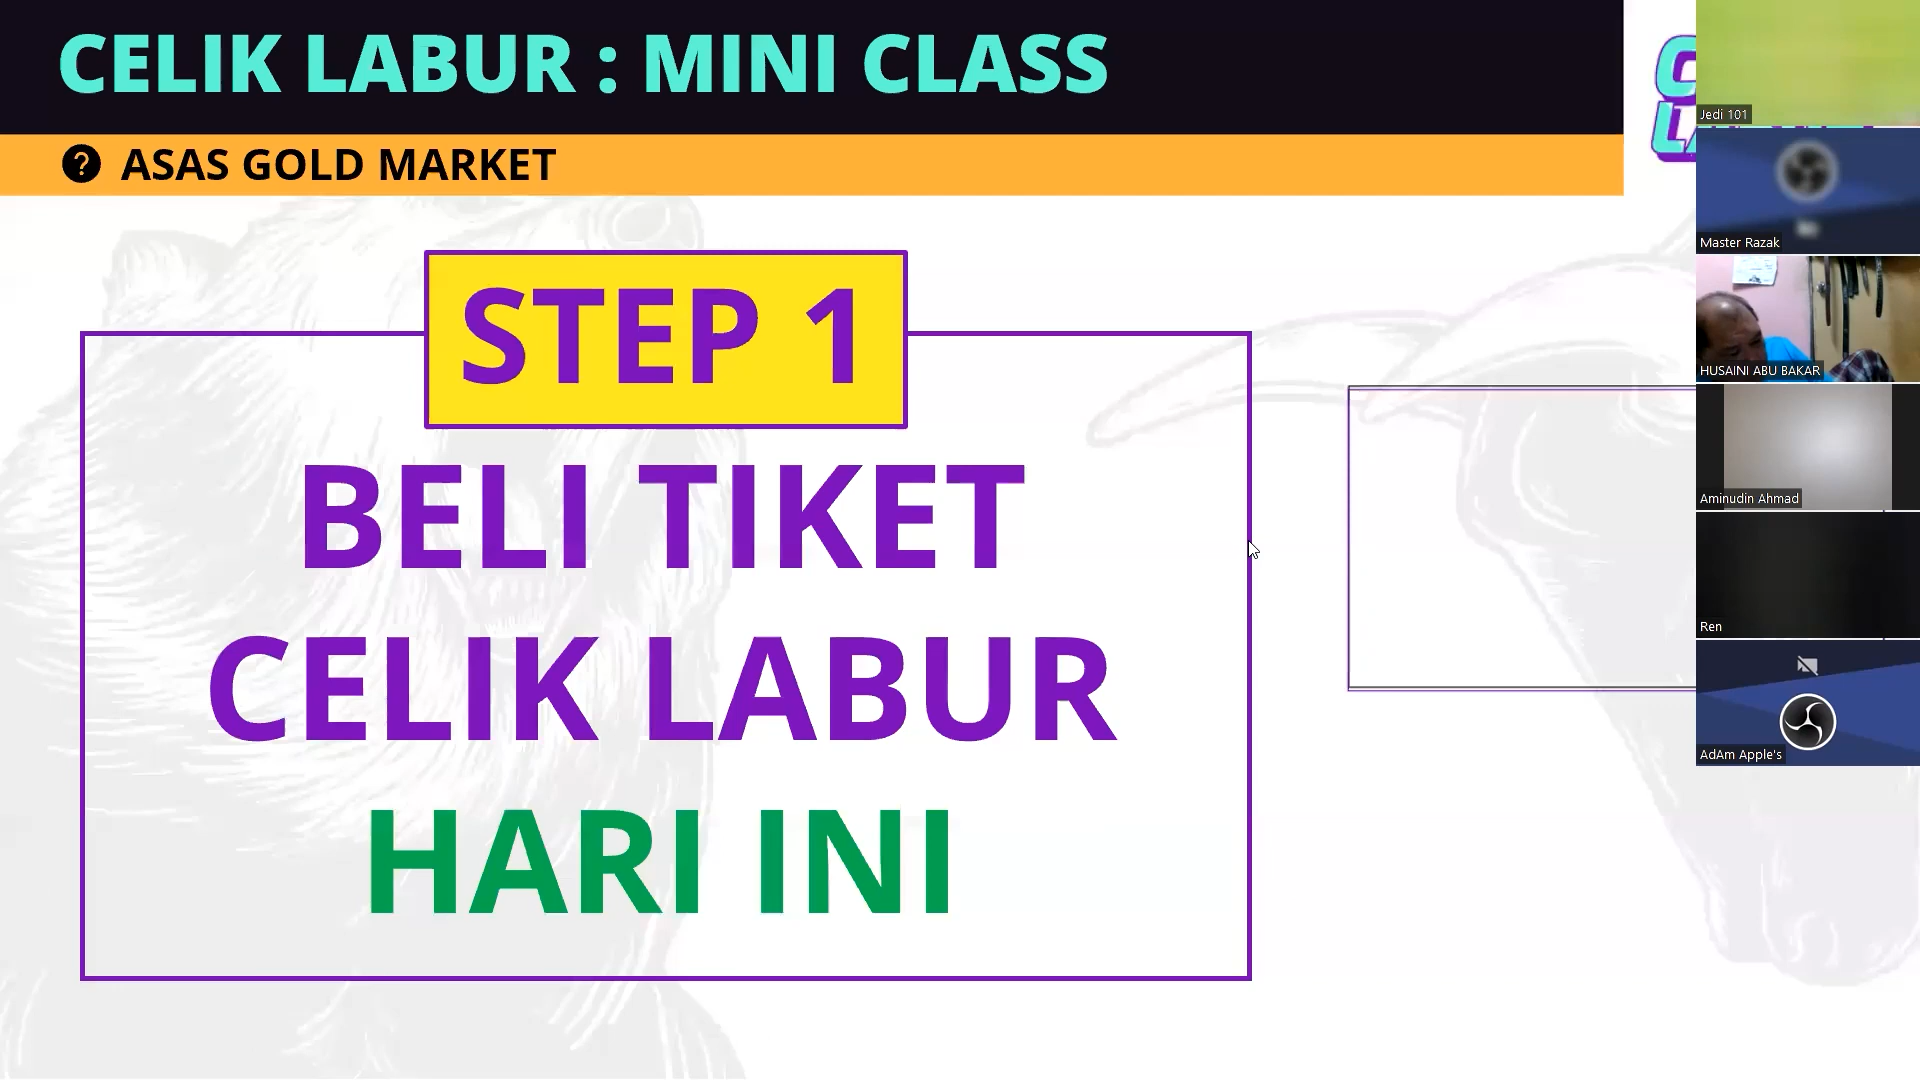 CELIK LABUR : MINI CLASS
? ASAS GOLD MARKET
STEP 1
BELI TIKET
CELIK LABUR
HARI INI
Jedi 101
Master Razak
HUSAINI ABU BAKAR
Aminudin Ahmad
Ren
AdAm Apple's